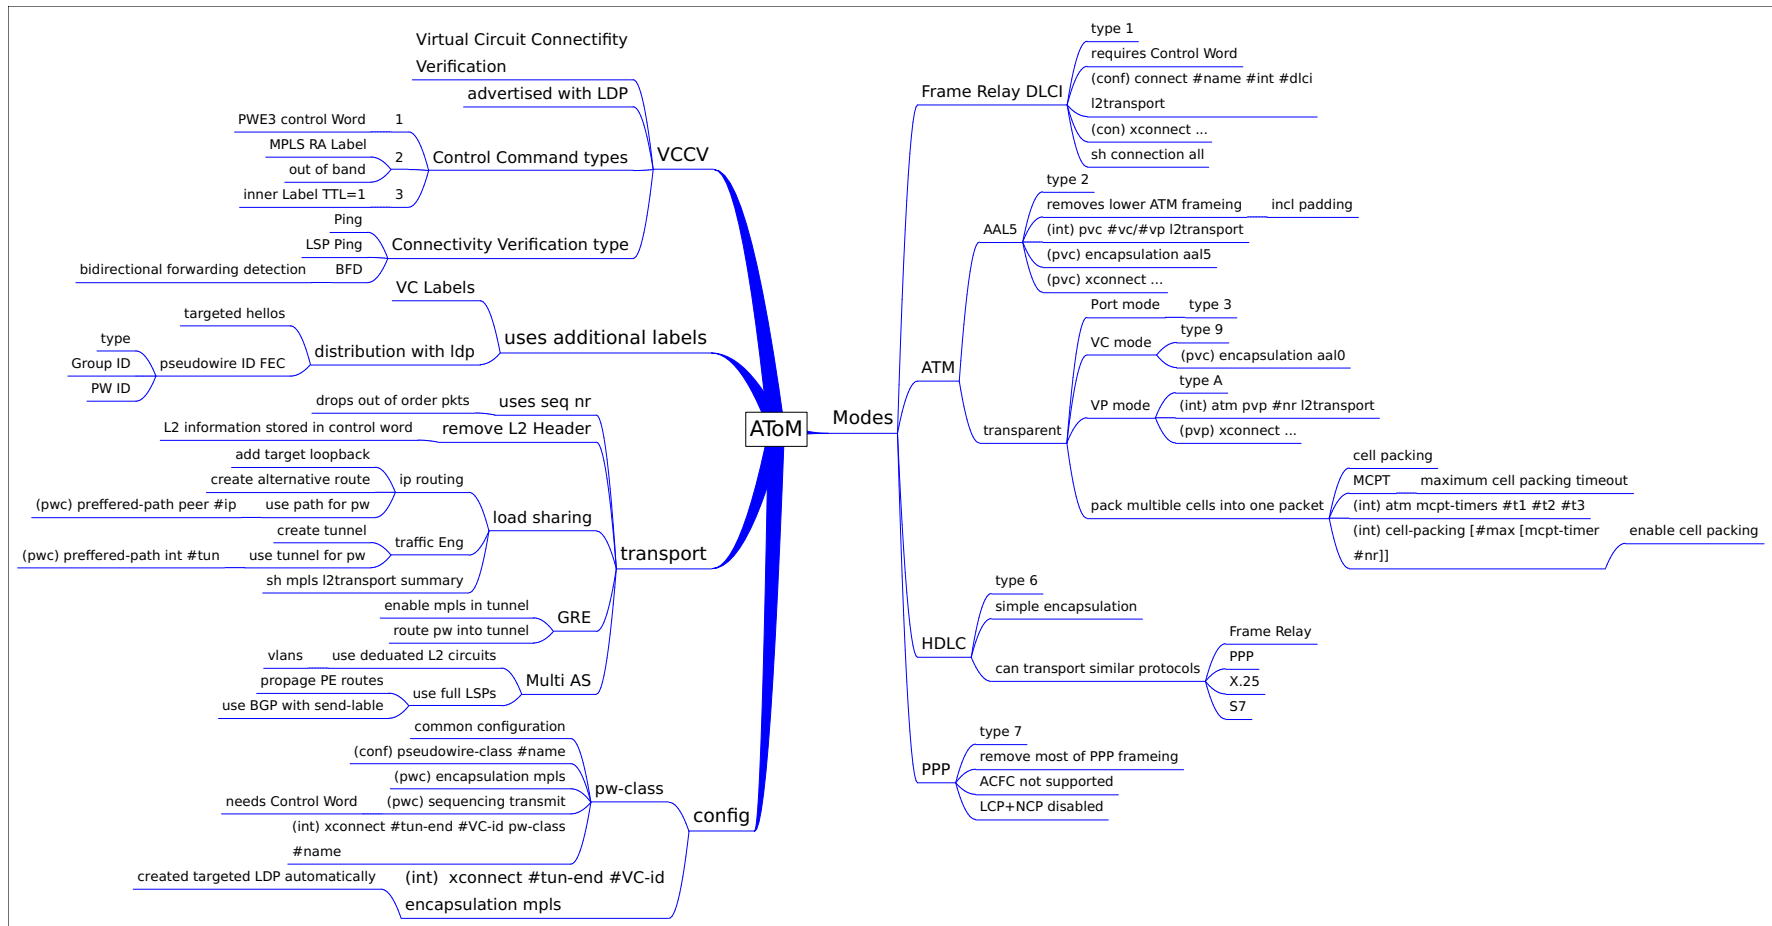 AToM
VCCV
Virtual Circuit Connectifity
Verification
advertised with LDP
Control Command types
1
PWE3 control Word
2
MPLS RA Label
out of band
3
inner Label TTL=1
Connectivity Verification type
Ping
LSP Ping
BFD
bidirectional forwarding detection
uses additional labels
VC Labels
distribution with ldp
targeted hellos
pseudowire ID FEC
type
Group ID
PW ID
transport
uses seq nr
drops out of order pkts
remove L2 Header
L2 information stored in control word
load sharing
ip routing
add target loopback
create alternative route
use path for pw
(pwc) preffered-path peer #ip
traffic Eng
create tunnel
use tunnel for pw
(pwc) preffered-path int #tun
sh mpls l2transport summary
GRE
enable mpls in tunnel
route pw into tunnel
Multi AS
use deduated L2 circuits
vlans
use full LSPs
propage PE routes
use BGP with send-lable
config
pw-class
common configuration
(conf) pseudowire-class #name
(pwc) encapsulation mpls
(pwc) sequencing transmit
needs Control Word
(int) xconnect #tun-end #VC-id pw-class
#name
(int)  xconnect #tun-end #VC-id
encapsulation mpls
created targeted LDP automatically
Modes
Frame Relay DLCI
type 1
requires Control Word
(conf) connect #name #int #dlci
l2transport
(con) xconnect ...
sh connection all
ATM
AAL5
type 2
removes lower ATM frameing
incl padding
(int) pvc #vc/#vp l2transport
(pvc) encapsulation aal5
(pvc) xconnect ...
transparent
Port mode
type 3
VC mode
type 9
(pvc) encapsulation aal0
VP mode
type A
(int) atm pvp #nr l2transport
(pvp) xconnect ...
pack multible cells into one packet
cell packing
MCPT
maximum cell packing timeout
(int) atm mcpt-timers #t1 #t2 #t3
(int) cell-packing [#max [mcpt-timer
#nr]]
enable cell packing
HDLC
type 6
simple encapsulation
can transport similar protocols
Frame Relay
PPP
X.25
S7
PPP
type 7
remove most of PPP frameing
ACFC not supported
LCP+NCP disabled